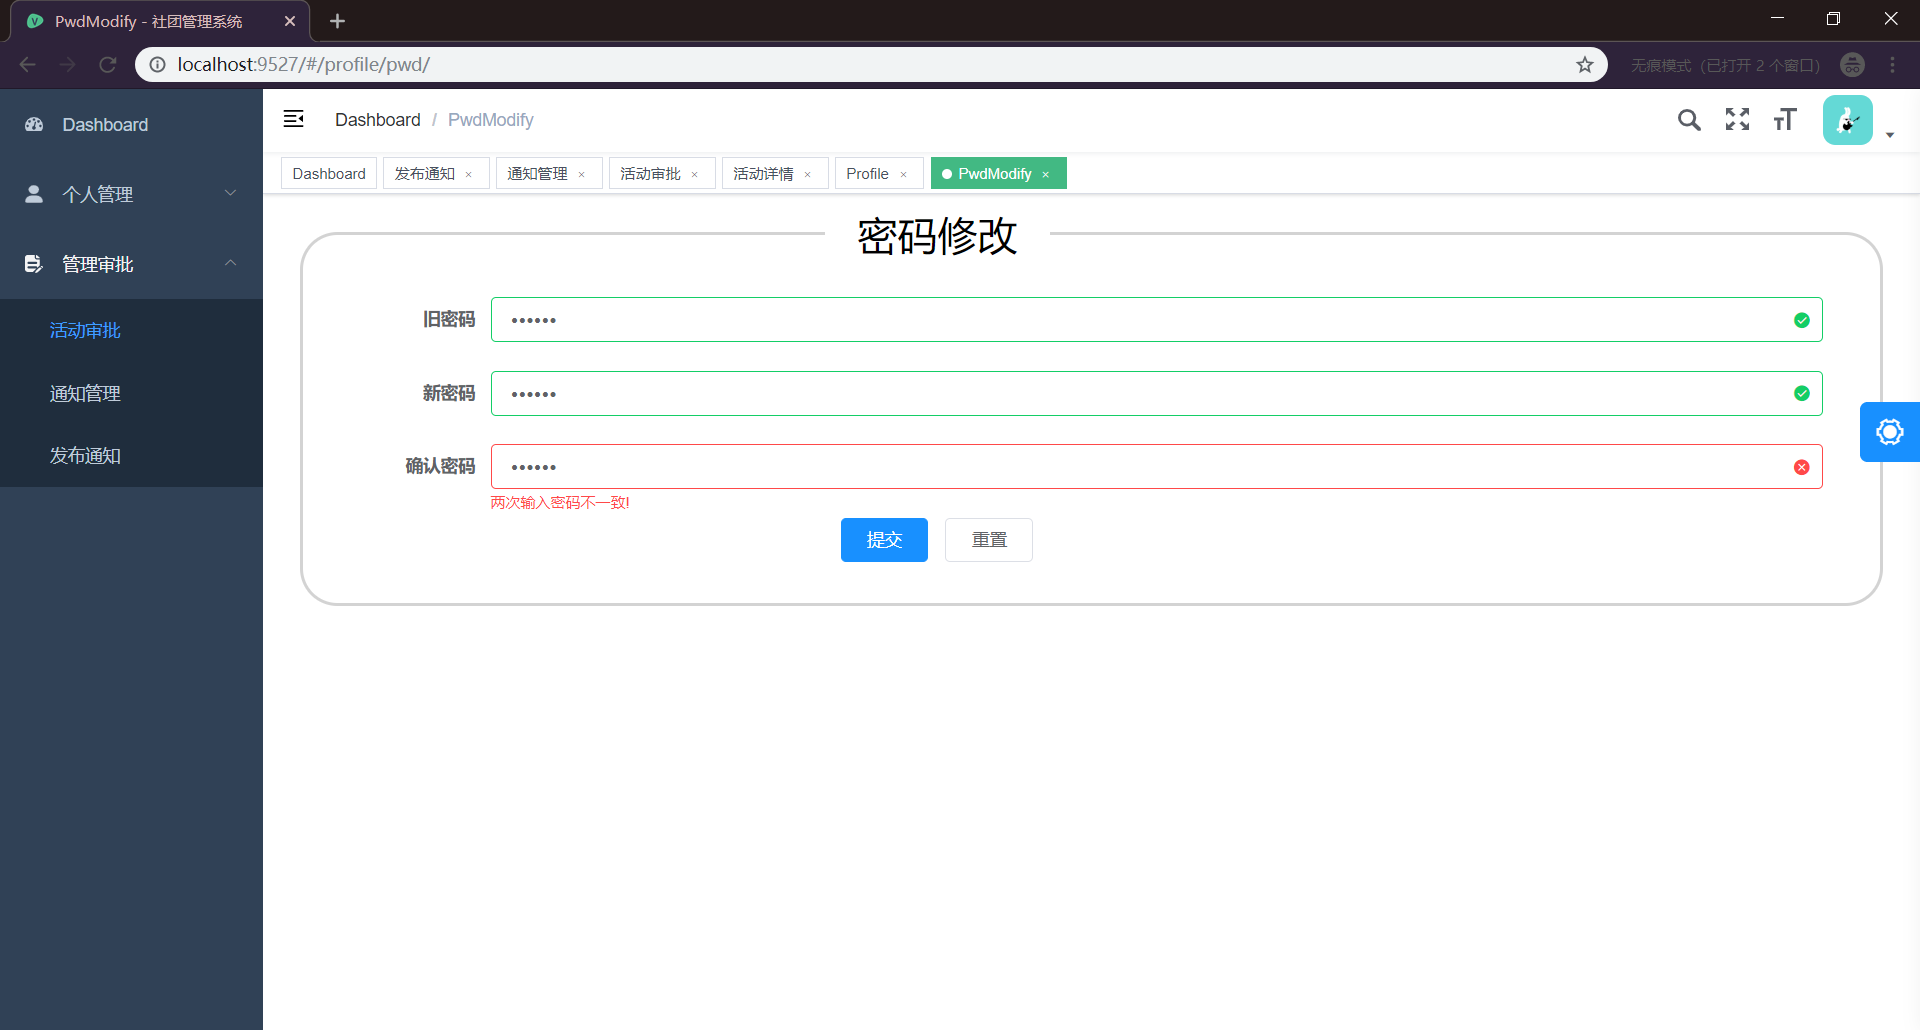 PwdModify - 社团管理系统
localhost:9527/#/profile/pwd/
无痕模式 (已打开 2 个窗口)
Dashboard
个人管理
管理审批
活动审批
通知管理
发布通知
Dashboard / PwdModify
Dashboard 发布通知 × 通知管理 × 活动审批 × 活动详情 × Profile × PwdModify ×
密码修改
旧密码 ••••••
新密码 ••••••
确认密码 ••••••
两次输入密码不一致!
提交 重置